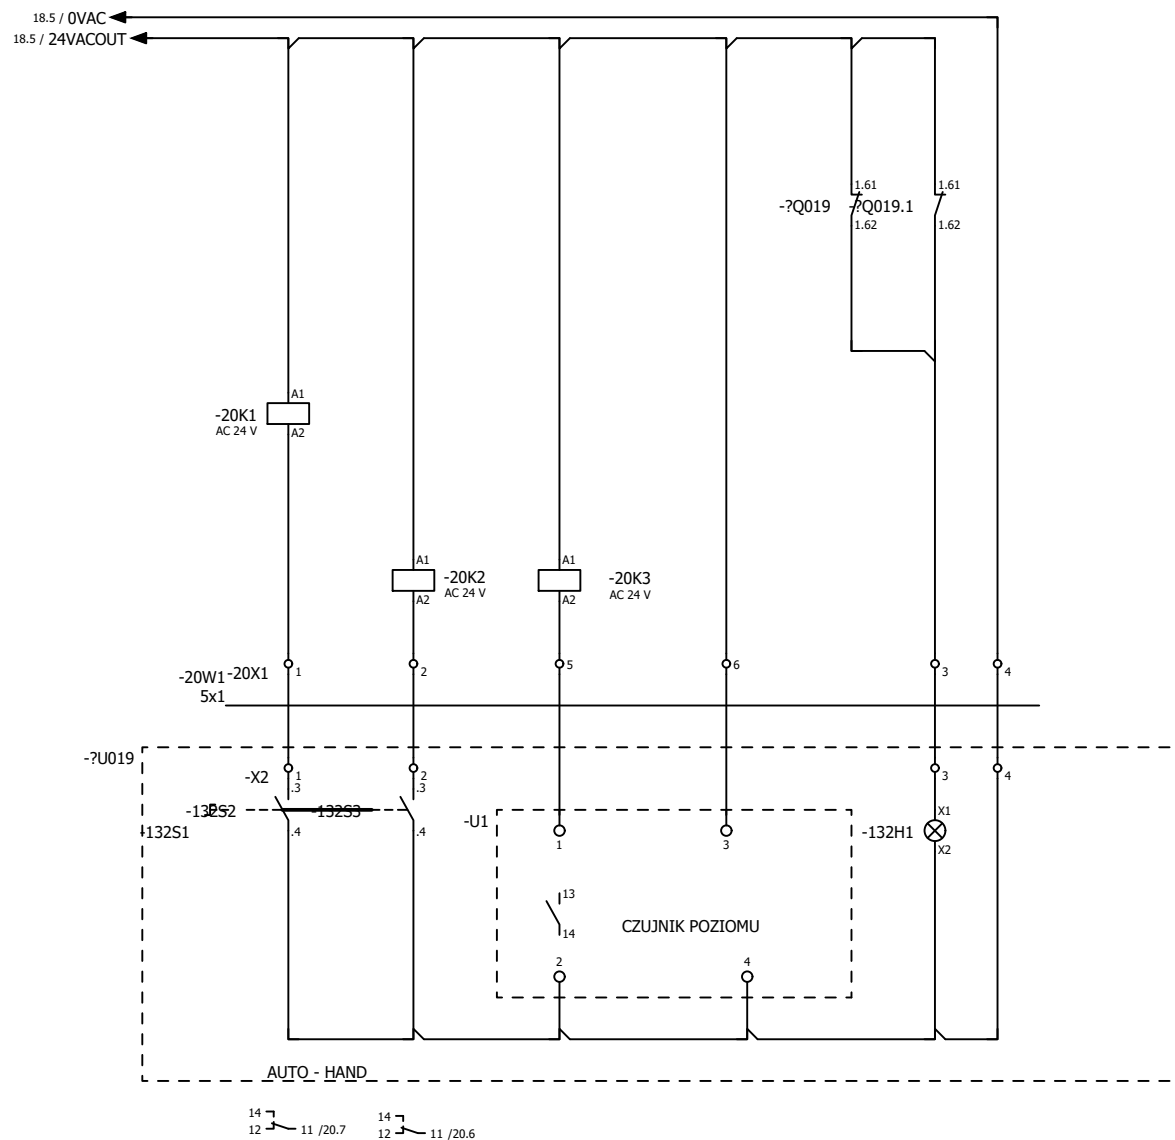 18.5 / 0VAC
18.5 / 24VACOUT
1.61
1.61
-?Q019
-?Q019.1
1.62
1.62
A1
-20K1
AC 24 V
A2
A1
A1
-20K2
-20K3
AC 24 V
AC 24 V
A2
A2
-20W1
-20X1
1
2
5
6
3
4
5x1
-?U019
-X2
1
2
3
4
.3
.3
-132S2
-132S3
-132S1
.4
.4
-U1
1
3
-132H1
X1
X2
13
14
CZUJNIK POZIOMU
2
4
AUTO - HAND
14
12
11 /20.7
14
12
11 /20.6